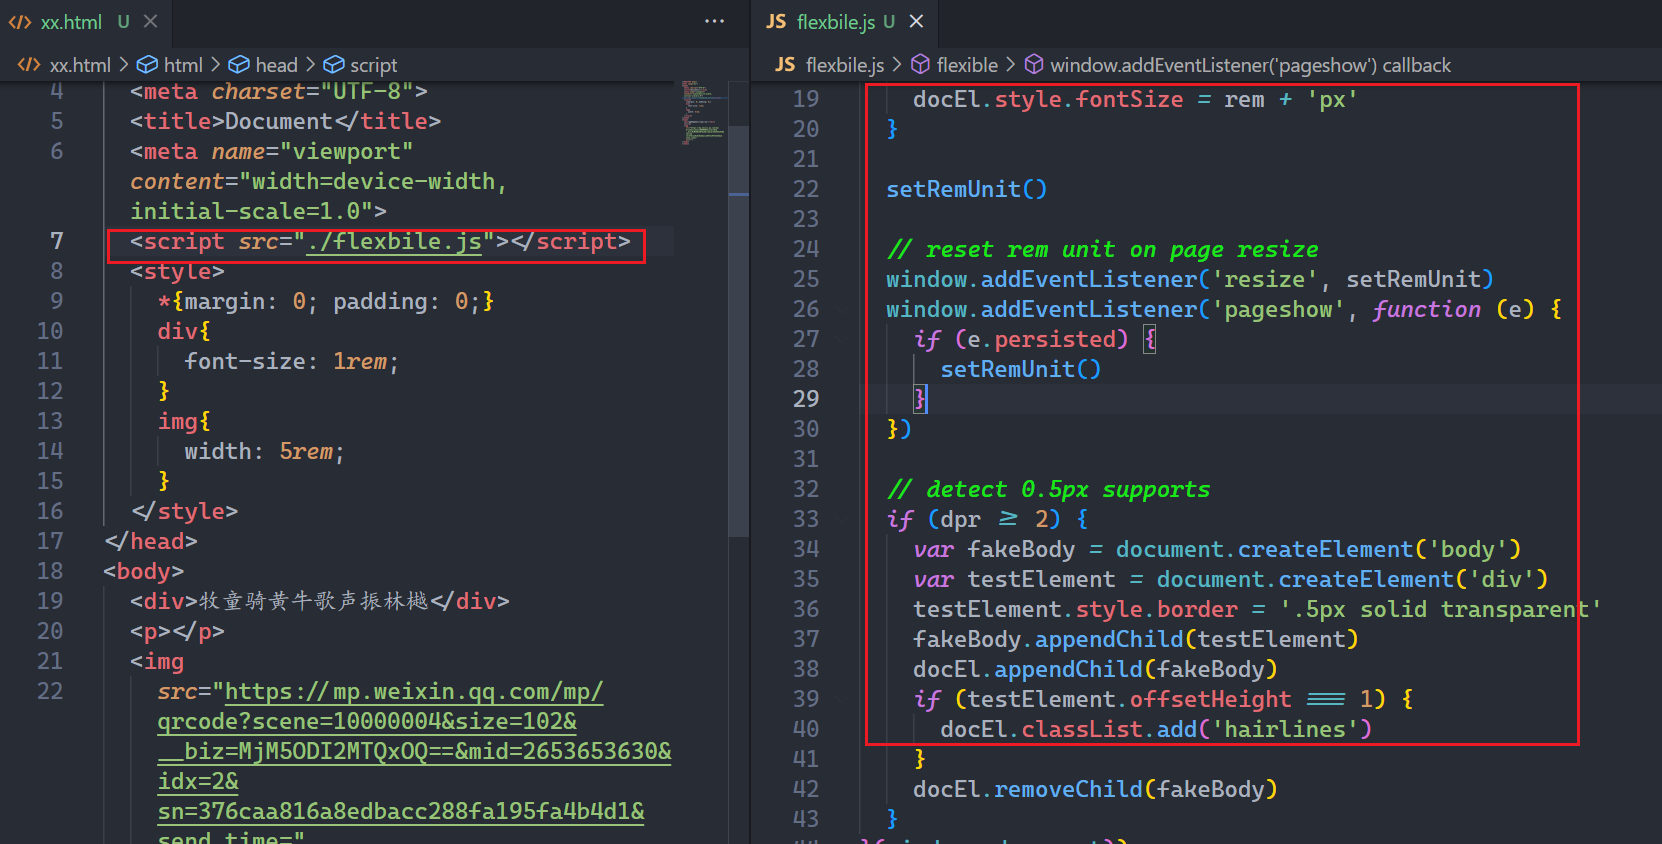 xx.html U
xx.html > html > head > script
4 <meta charset="UTF-8">
5 <title>Document</title>
6 <meta name="viewport"
content="width=device-width,
initial-scale=1.0">
7 <script src="./flexbile.js"></script>
8 <style>
9 *{margin: 0; padding: 0;}
10 div{
11 font-size: 1rem;
12 }
13 img{
14 width: 5rem;
15 }
16 </style>
17 </head>
18 <body>
19 <div>牧童骑黄牛歌声振林樾</div>
20 <p></p>
21 <img
22 src="https://mp.weixin.qq.com/mp/
qrcode?scene=10000004&size=102&
__biz=MjM5ODI2MTQxOQ==&mid=2653653630&
idx=2&
sn=376caa816a8edbacc288fa195fa4b4d1&
send_time="
JS flexbile.js U
JS flexbile.js > flexible > window.addEventListener('pageshow') callback
19 docEl.style.fontSize = rem + 'px'
20 }
21
22 setRemUnit()
23
24 // reset rem unit on page resize
25 window.addEventListener('resize', setRemUnit)
26 window.addEventListener('pageshow', function (e) {
27 if (e.persisted) {
28 setRemUnit()
29 }
30 })
31
32 // detect 0.5px supports
33 if (dpr >= 2) {
34 var fakeBody = document.createElement('body')
35 var testElement = document.createElement('div')
36 testElement.style.border = '.5px solid transparent'
37 fakeBody.appendChild(testElement)
38 docEl.appendChild(fakeBody)
39 if (testElement.offsetHeight === 1) {
40 docEl.classList.add('hairlines')
41 }
42 docEl.removeChild(fakeBody)
43 }